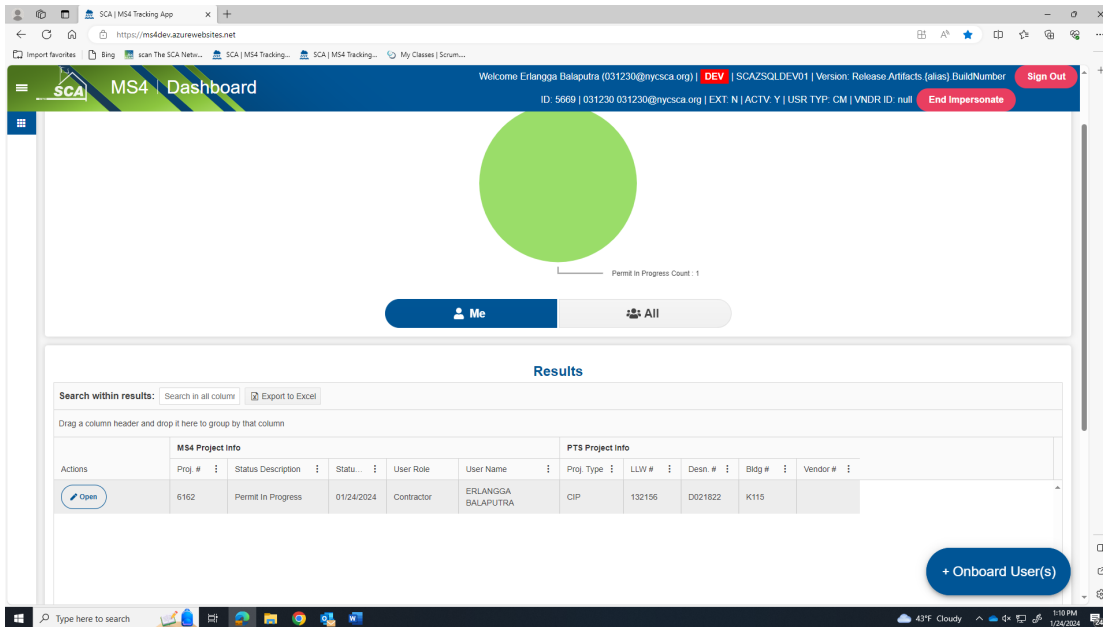 SCA | MS4 Tracking App
https://ms4dev.azurewebsites.net
Import favorites
Bing
scan The SCA Netw...
SCA | MS4 Tracking...
SCA | MS4 Tracking...
My Classes | Scrum...
SCA
MS4 | Dashboard
Welcome Erlangga Balaputra (031230@nycsca.org) | DEV | SCAZSQLDEV01 | Version: Release.Artifacts.{alias}.BuildNumber
Sign Out
ID: 5669 | 031230 031230@nycsca.org | EXT: N | ACTV: Y | USR TYP: CM | VNDR ID: null
End Impersonate
Permit In Progress Count : 1
Me
All
Results
Search within results: Search in all column Export to Excel
Drag a column header and drop it here to group by that column
MS4 Project Info PTS Project Info
Actions Proj. # Status Description Statu... User Role User Name Proj. Type LLW # Desn. # Bldg # Vendor #
Open 6162 Permit In Progress 01/24/2024 Contractor ERLANGGA BALAPUTRA CIP 132156 D021822 K115
+ Onboard User(s)
Type here to search
43°F Cloudy
1:10 PM
1/24/2024